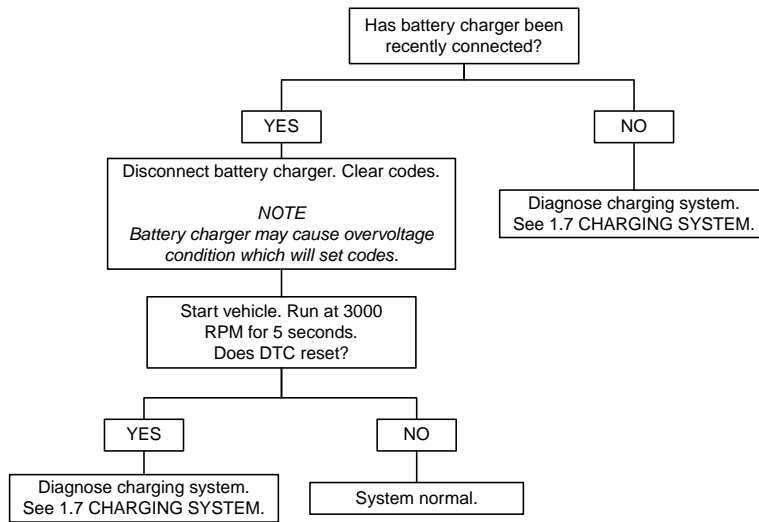 Has battery charger been
recently connected?
YES
NO
Disconnect battery charger. Clear codes.
NOTE
Battery charger may cause overvoltage
condition which will set codes.
Diagnose charging system.
See 1.7 CHARGING SYSTEM.
Start vehicle. Run at 3000
RPM for 5 seconds.
Does DTC reset?
YES
NO
Diagnose charging system.
See 1.7 CHARGING SYSTEM.
System normal.